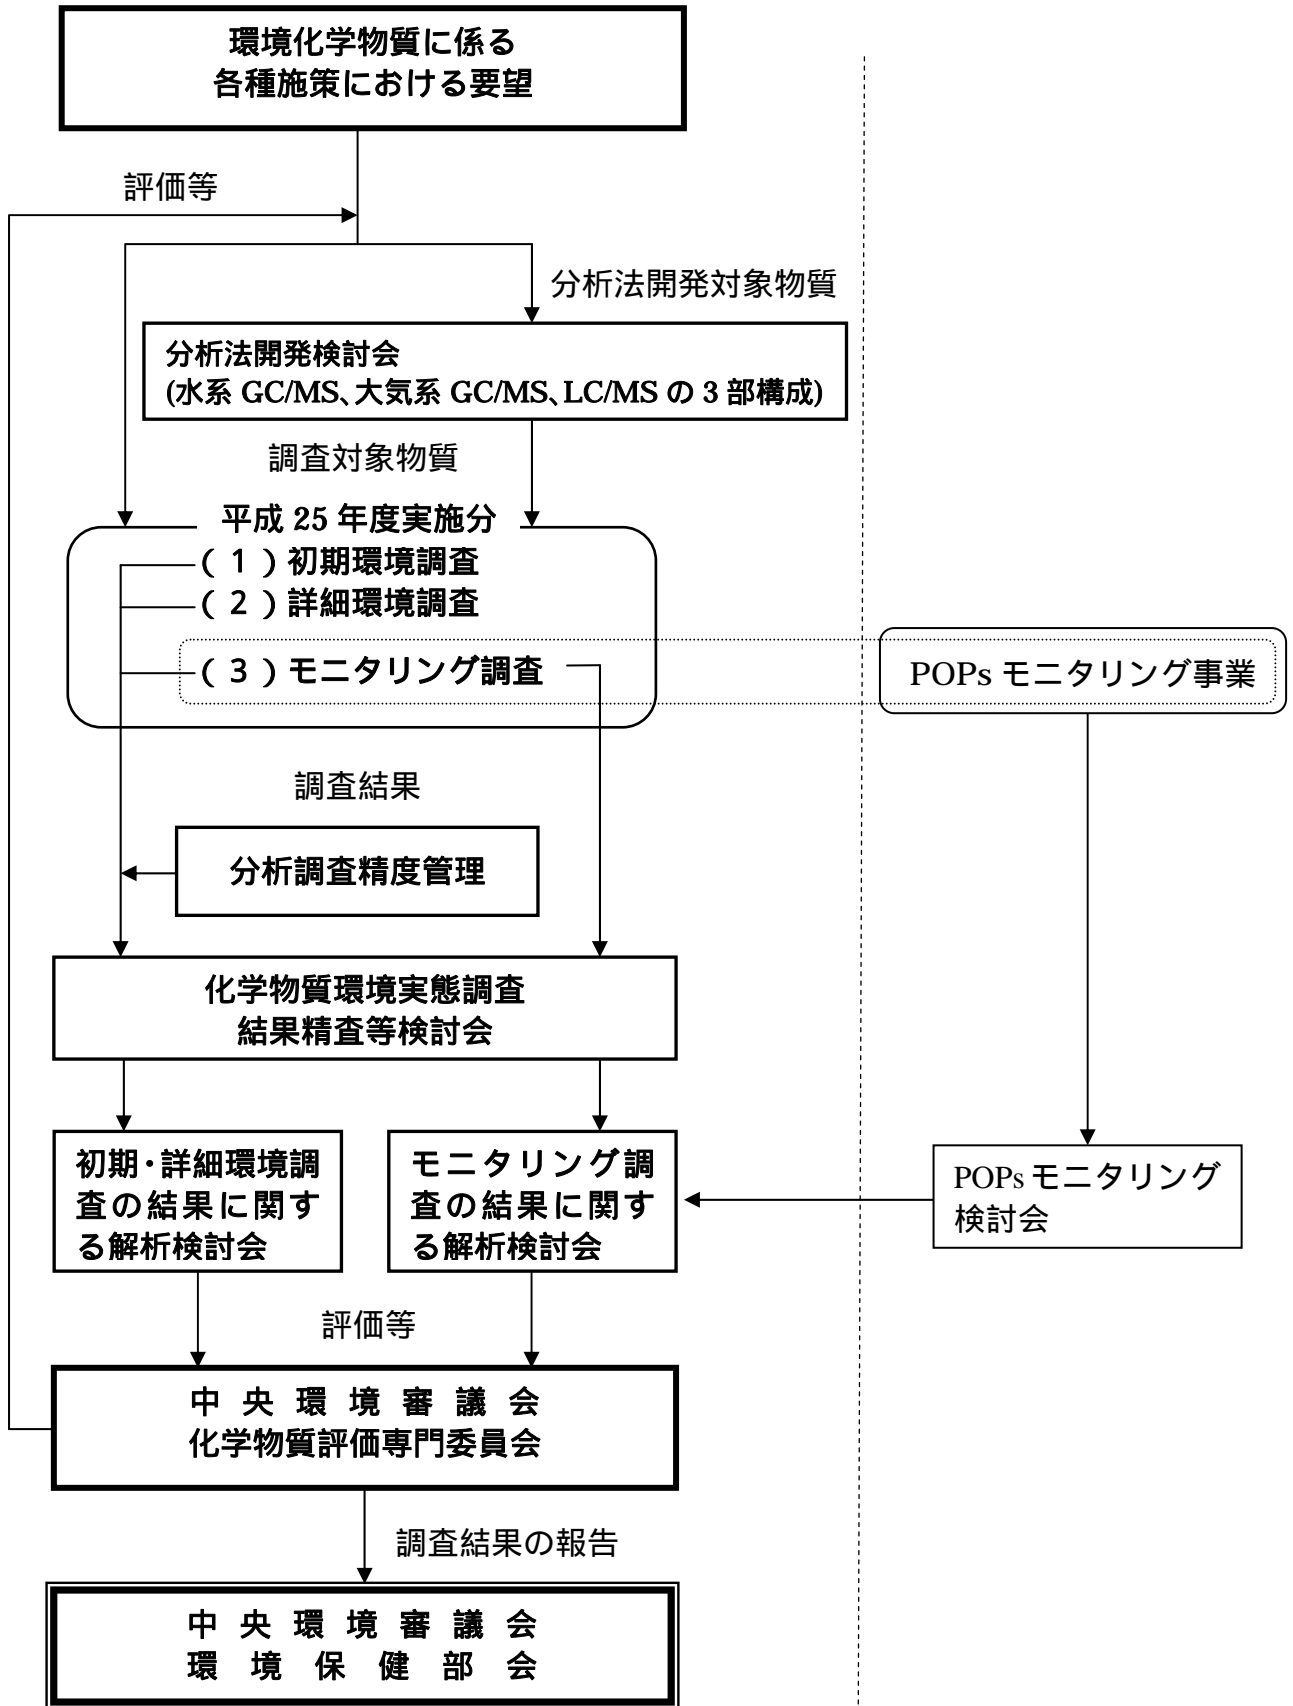 環境化学物質に係る
各種施策における要望
評価等
分析法開発対象物質
分析法開発検討会
(水系 GC/MS、大気系 GC/MS、LC/MS の 3 部構成)
調査対象物質
平成 25 年度実施分
(１)初期環境調査
(２)詳細環境調査
(３)モニタリング調査
POPs モニタリング事業
調査結果
分析調査精度管理
化学物質環境実態調査
結果精査等検討会
初期・詳細環境調
査の結果に関す
る解析検討会
モニタリング調
査の結果に関す
る解析検討会
POPs モニタリング
検討会
評価等
中央環境審議会
化学物質評価専門委員会
調査結果の報告
中央環境審議会
環境保健部会